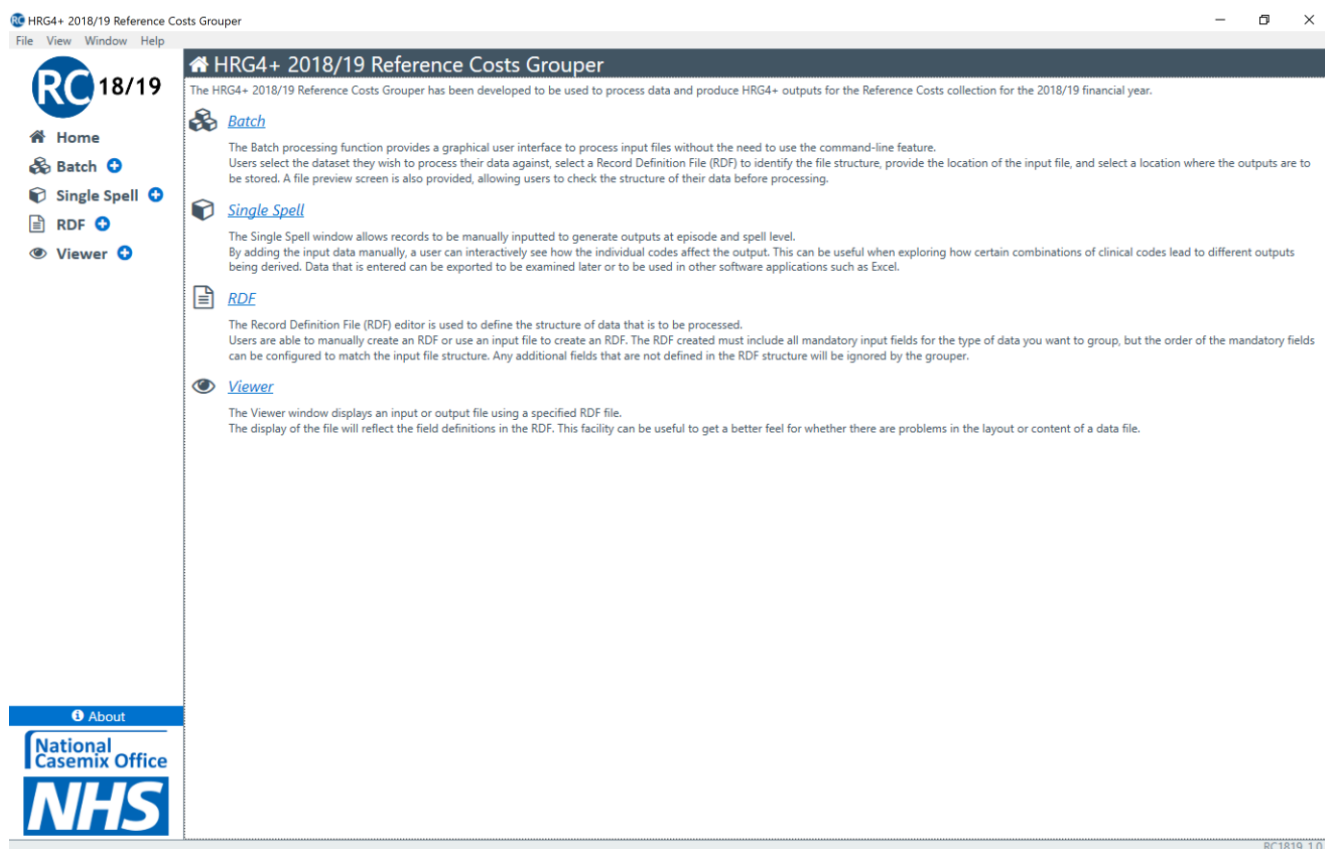 RC HRG4+ 2018/19 Reference Costs Grouper
File View Window Help
RC 18/19
Home
Batch
Single Spell
RDF
Viewer
HRG4+ 2018/19 Reference Costs Grouper
The HRG4+ 2018/19 Reference Costs Grouper has been developed to be used to process data and produce HRG4+ outputs for the Reference Costs collection for the 2018/19 financial year.
Batch
The Batch processing function provides a graphical user interface to process input files without the need to use the command-line feature.
Users select the dataset they wish to process their data against, select a Record Definition File (RDF) to identify the file structure, provide the location of the input file, and select a location where the outputs are to
be stored. A file preview screen is also provided, allowing users to check the structure of their data before processing.
Single Spell
The Single Spell window allows records to be manually inputted to generate outputs at episode and spell level.
By adding the input data manually, a user can interactively see how the individual codes affect the output. This can be useful when exploring how certain combinations of clinical codes lead to different outputs
being derived. Data that is entered can be exported to be examined later or to be used in other software applications such as Excel.
RDF
The Record Definition File (RDF) editor is used to define the structure of data that is to be processed.
Users are able to manually create an RDF or use an input file to create an RDF. The RDF created must include all mandatory input fields for the type of data you want to group, but the order of the mandatory fields
can be configured to match the input file structure. Any additional fields that are not defined in the RDF structure will be ignored by the grouper.
Viewer
The Viewer window displays an input or output file using a specified RDF file.
The display of the file will reflect the field definitions in the RDF. This facility can be useful to get a better feel for whether there are problems in the layout or content of a data file.
About
National
Casemix Office
NHS
RC1819_1.0